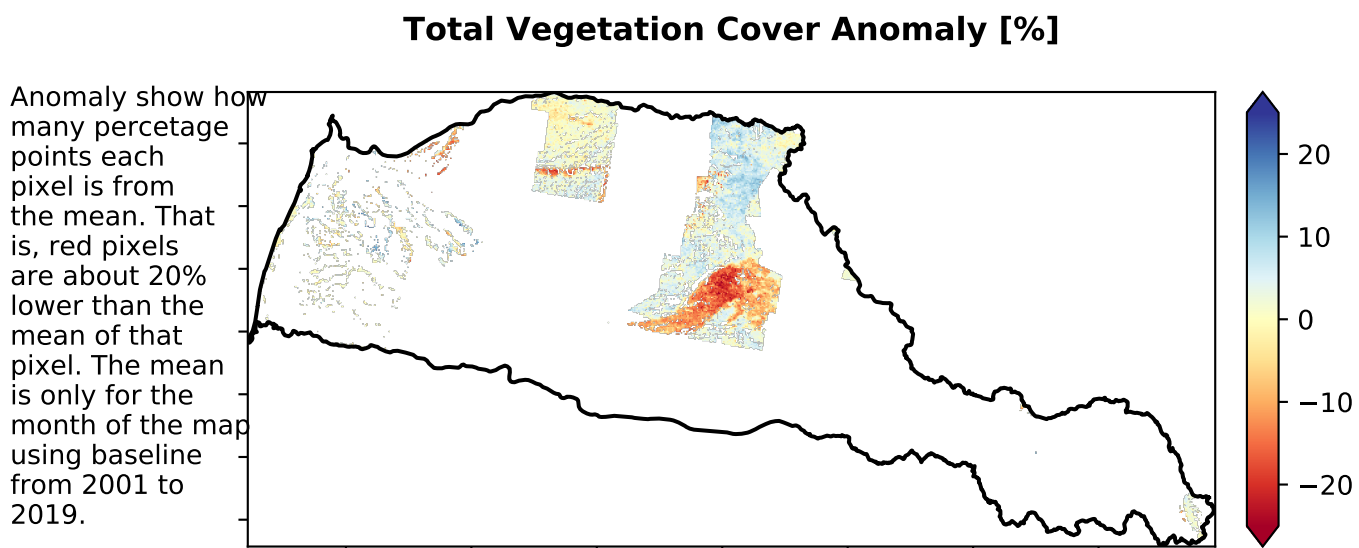 Total Vegetation Cover Anomaly [%]
Anomaly show how
many percetage
points each
pixel is from
the mean. That
is, red pixels
are about 20%
lower than the
mean of that
pixel. The mean
is only for the
month of the map
using baseline
from 2001 to
2019.
20
10
0
−10
−20